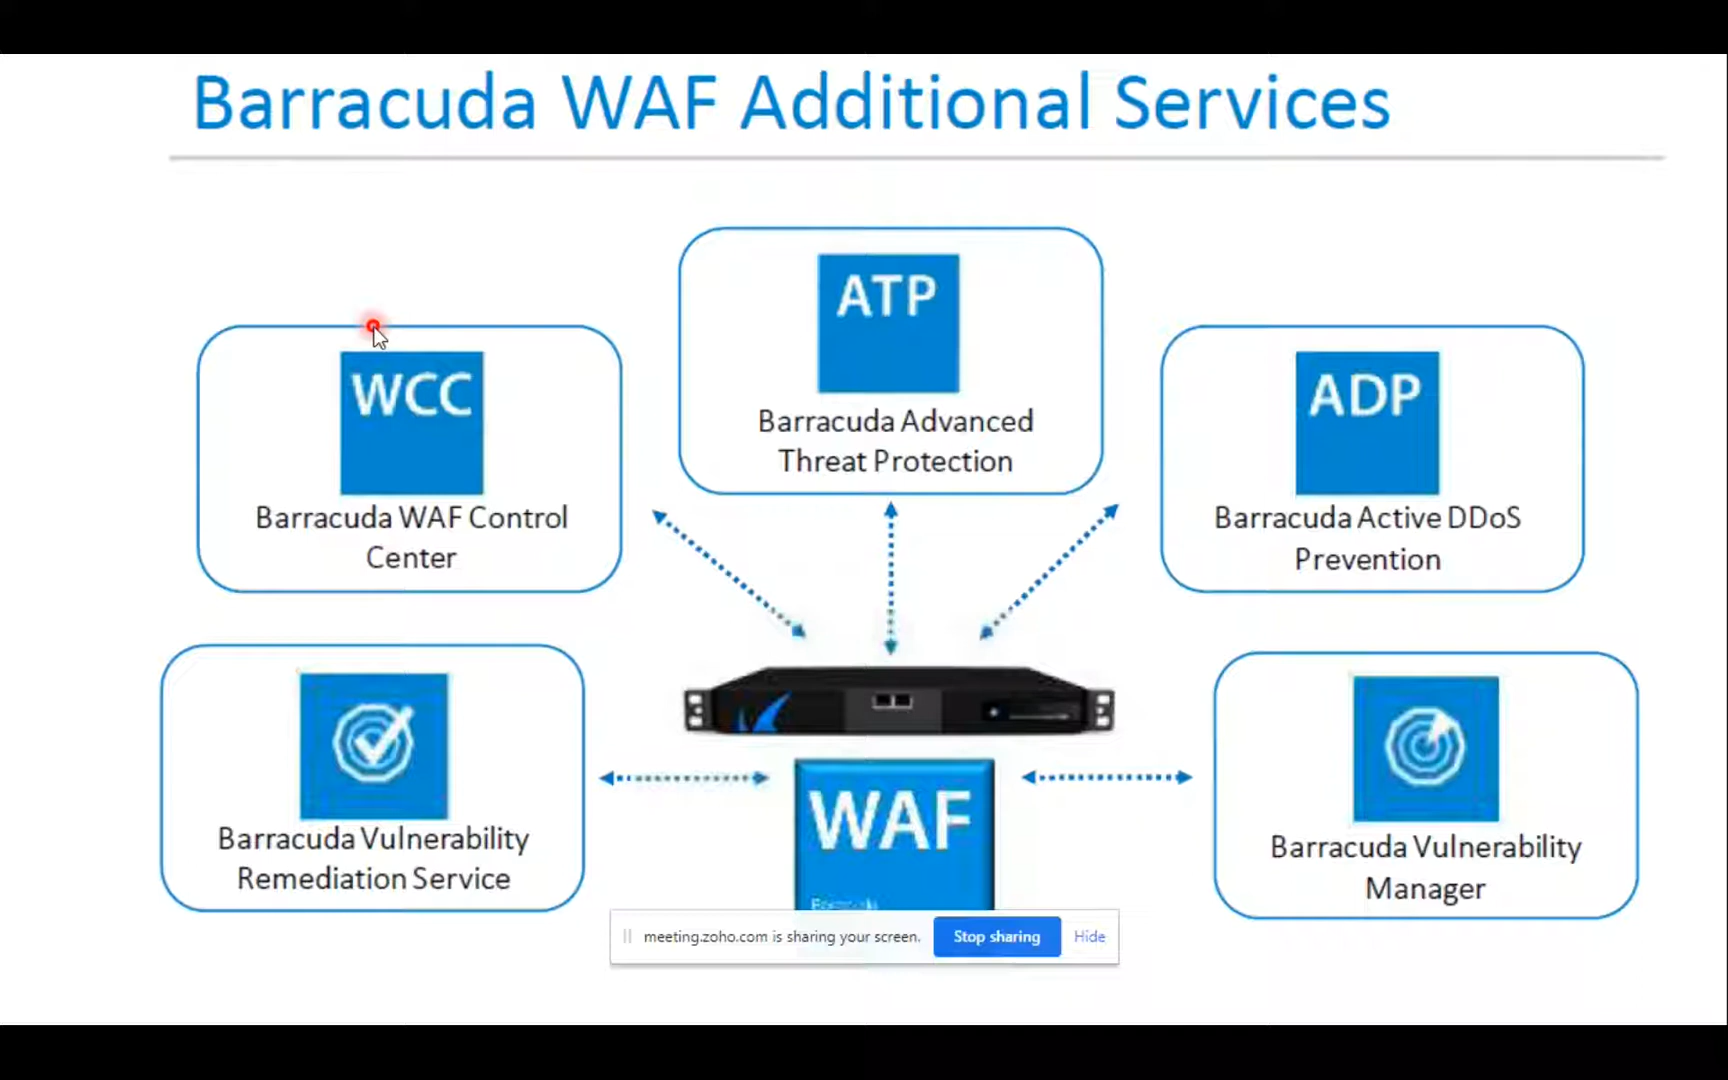 Barracuda WAF Additional Services
ATP
Barracuda Advanced
Threat Protection
WCC
Barracuda WAF Control
Center
ADP
Barracuda Active DDoS
Prevention
Barracuda Vulnerability
Remediation Service
WAF
Barracuda Vulnerability
Manager
meeting.zoho.com is sharing your screen.
Stop sharing
Hide